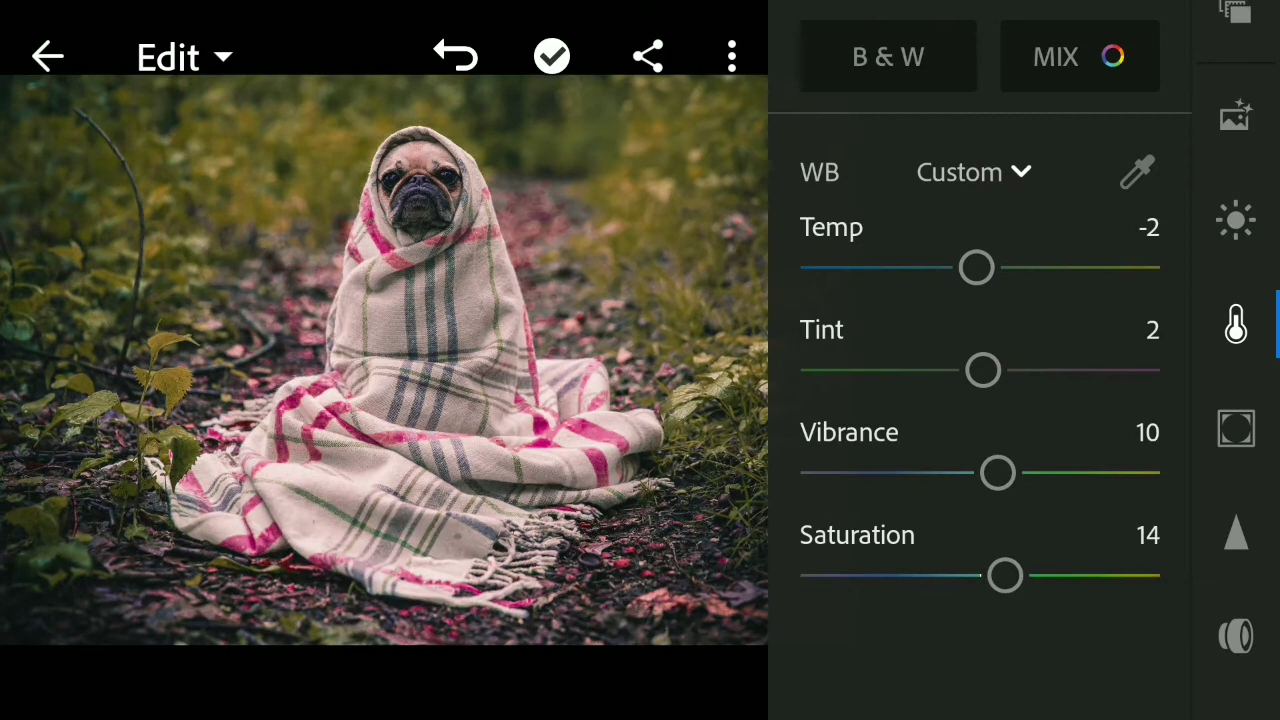 Edit
B & W
MIX
WB
Custom
Temp
-2
Tint
2
Vibrance
10
Saturation
14